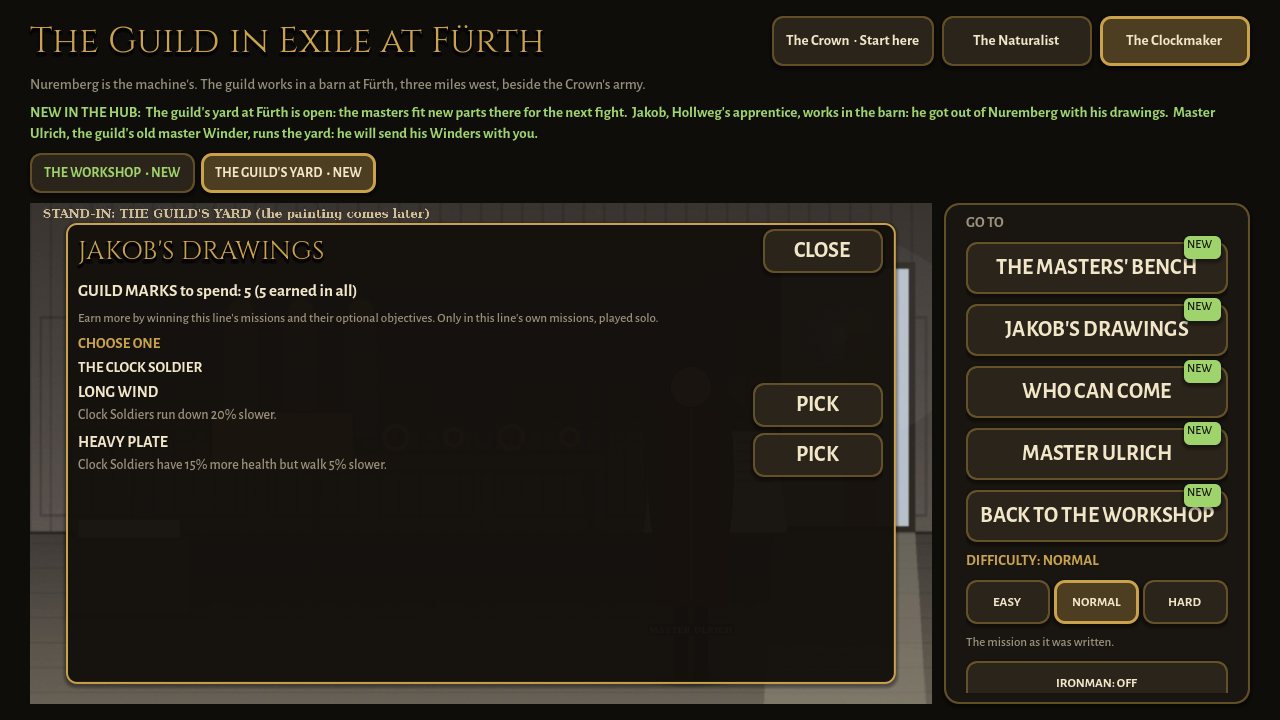 The Guild in Exile at Fürth
The Crown · Start here
The Naturalist
The Clockmaker
Nuremberg is the machine's. The guild works in a barn at Fürth, three miles west, beside the Crown's army.
NEW IN THE HUB: The guild's yard at Fürth is open: the masters fit new parts there for the next fight. Jakob, Hollweg's apprentice, works in the barn: he got out of Nuremberg with his drawings. Master
Ulrich, the guild's old master Winder, runs the yard: he will send his Winders with you.
THE WORKSHOP · NEW
THE GUILD'S YARD · NEW
STAND-IN: THE GUILD'S YARD (the painting comes later)
JAKOB'S DRAWINGS
CLOSE
GUILD MARKS to spend: 5 (5 earned in all)
Earn more by winning this line's missions and their optional objectives. Only in this line's own missions, played solo.
CHOOSE ONE
THE CLOCK SOLDIER
LONG WIND
Clock Soldiers run down 20% slower.
PICK
HEAVY PLATE
Clock Soldiers have 15% more health but walk 5% slower.
PICK
MASTER ULRICH
GO TO
NEW
THE MASTERS' BENCH
NEW
JAKOB'S DRAWINGS
NEW
WHO CAN COME
NEW
MASTER ULRICH
NEW
BACK TO THE WORKSHOP
DIFFICULTY: NORMAL
EASY
NORMAL
HARD
The mission as it was written.
IRONMAN: OFF